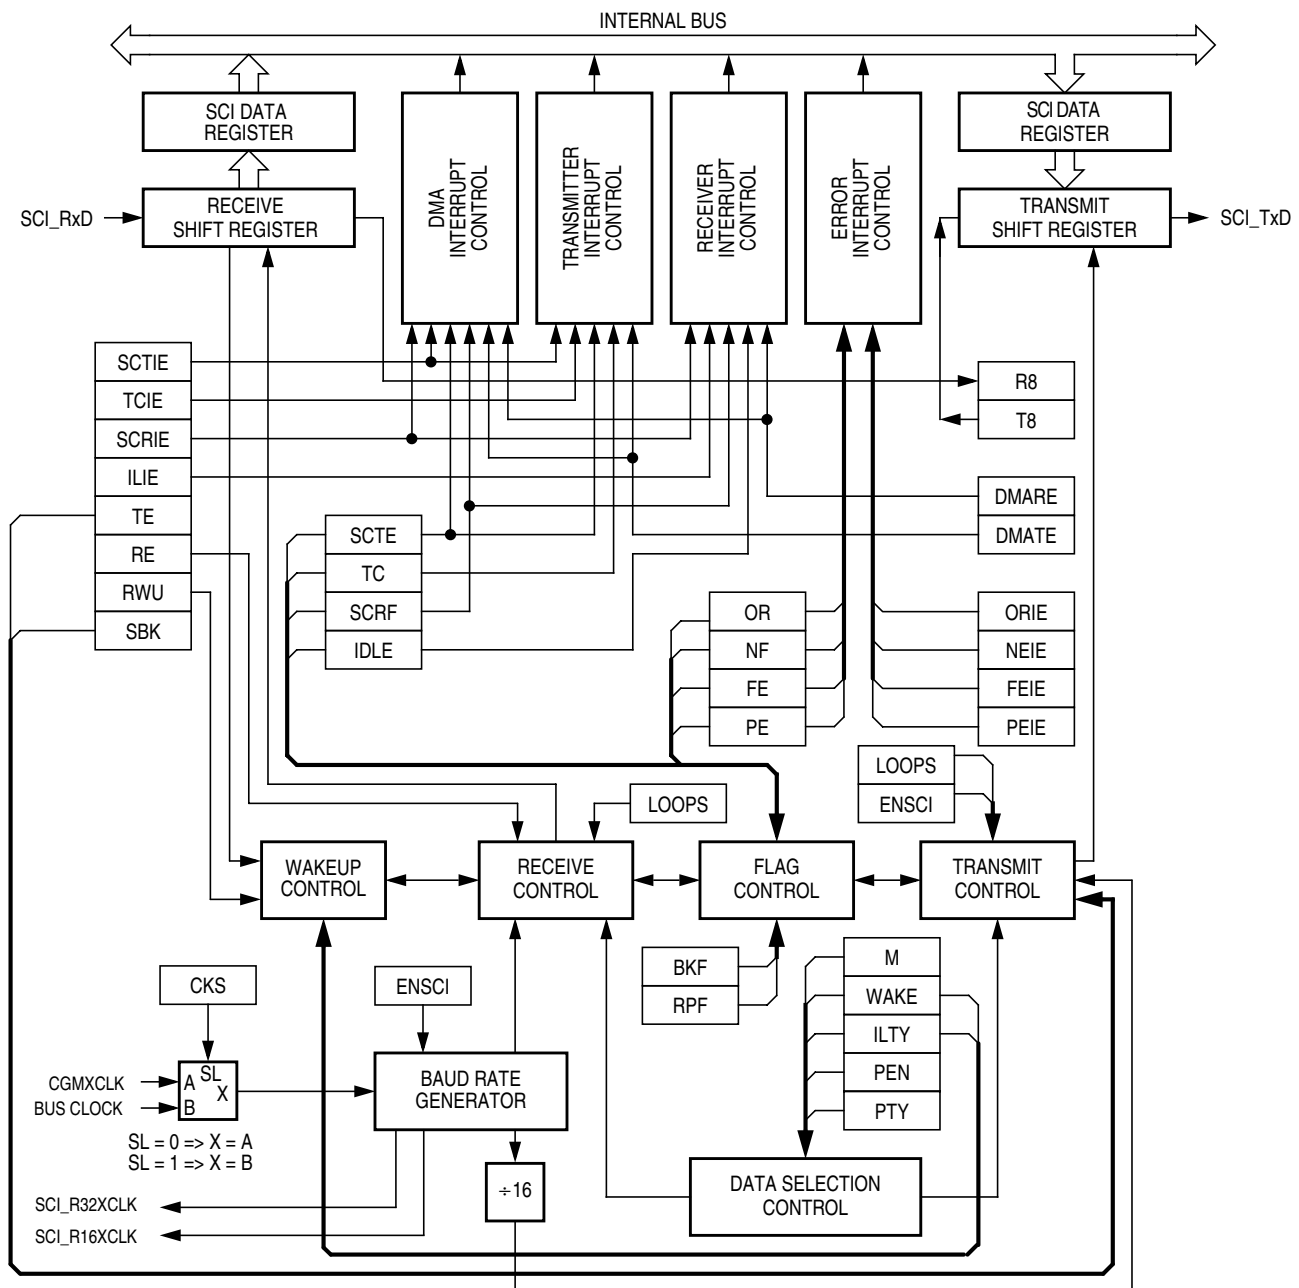 INTERNAL BUS
SCI DATA
REGISTER
DMA
INTERRUPT
CONTROL
TRANSMITTER
INTERRUPT
CONTROL
RECEIVER
INTERRUPT
CONTROL
ERROR
INTERRUPT
CONTROL
SCI DATA
REGISTER
SCI_RxD
RECEIVE
SHIFT REGISTER
TRANSMIT
SHIFT REGISTER
SCI_TxD
SCTIE
TCIE
SCRIE
ILIE
TE
RE
RWU
SBK
R8
T8
DMARE
DMATE
SCTE
TC
SCRF
IDLE
OR
NF
FE
PE
ORIE
NEIE
FEIE
PEIE
LOOPS
ENSCI
LOOPS
WAKEUP
CONTROL
RECEIVE
CONTROL
FLAG
CONTROL
TRANSMIT
CONTROL
BKF
RPF
M
WAKE
ILTY
PEN
PTY
CKS
ENSCI
CGMXCLK
BUS CLOCK
A
SL
X
B
SL = 0 => X = A
SL = 1 => X = B
BAUD RATE
GENERATOR
÷16
DATA SELECTION
CONTROL
SCI_R32XCLK
SCI_R16XCLK